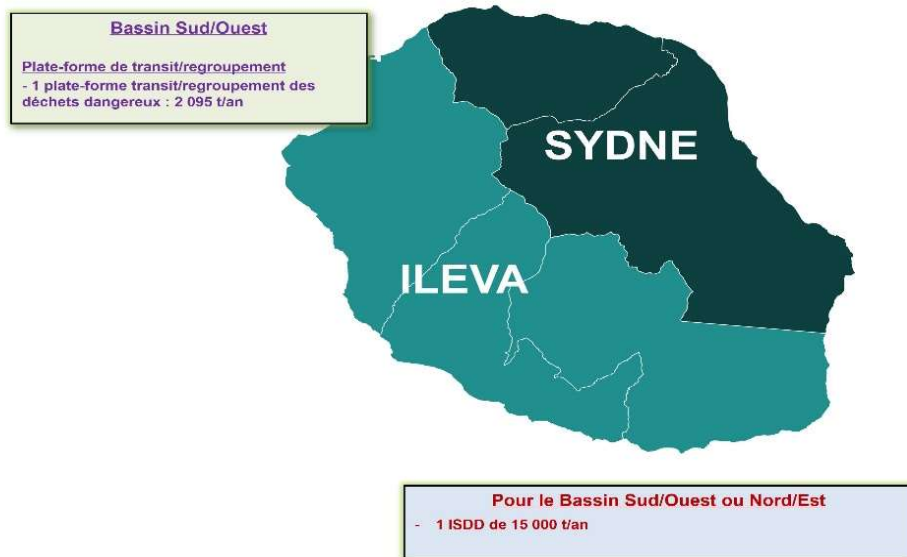 Bassin Sud/Ouest
Plate-forme de transit/regroupement
- 1 plate-forme transit/regroupement des
déchets dangereux : 2 095 t/an
SYDNE
ILEVA
Pour le Bassin Sud/Ouest ou Nord/Est
- 1 ISDD de 15 000 t/an